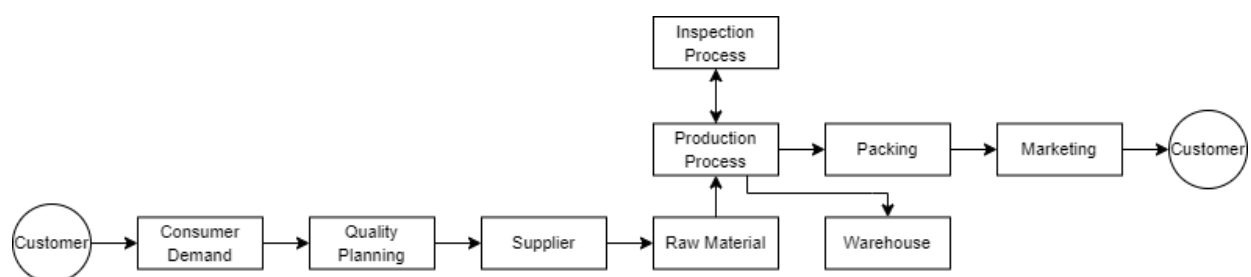 Inspection
Process
Production
Process
Packing
Marketing
Customer
Customer
Consumer
Demand
Quality
Planning
Supplier
Raw Material
Warehouse